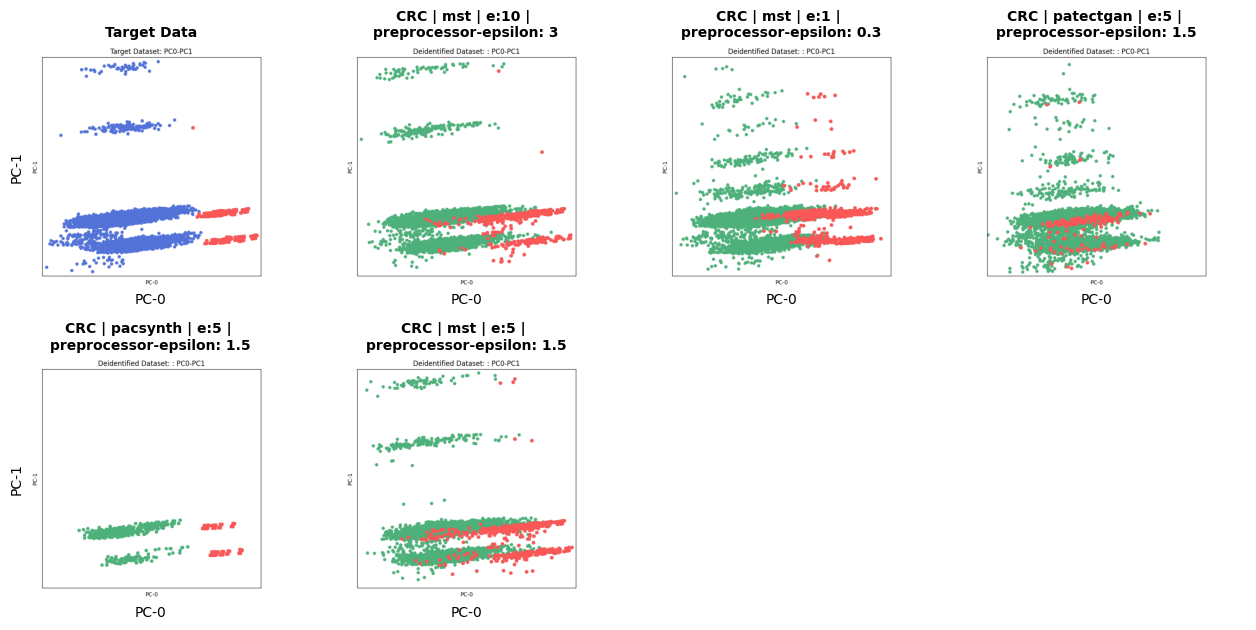 Target Data
Target Dataset: PC0-PC1
PC-1
PC-1
PC-0
PC-0
CRC | mst | e:10 |
preprocessor-epsilon: 3
Deidentified Dataset: : PC0-PC1
PC-1
PC-0
PC-0
CRC | mst | e:1 |
preprocessor-epsilon: 0.3
Deidentified Dataset: : PC0-PC1
PC-1
PC-0
PC-0
CRC | patectgan | e:5 |
preprocessor-epsilon: 1.5
Deidentified Dataset: : PC0-PC1
PC-1
PC-0
PC-0
CRC | pacsynth | e:5 |
preprocessor-epsilon: 1.5
Deidentified Dataset: : PC0-PC1
PC-1
PC-1
PC-0
PC-0
CRC | mst | e:5 |
preprocessor-epsilon: 1.5
Deidentified Dataset: : PC0-PC1
PC-1
PC-0
PC-0